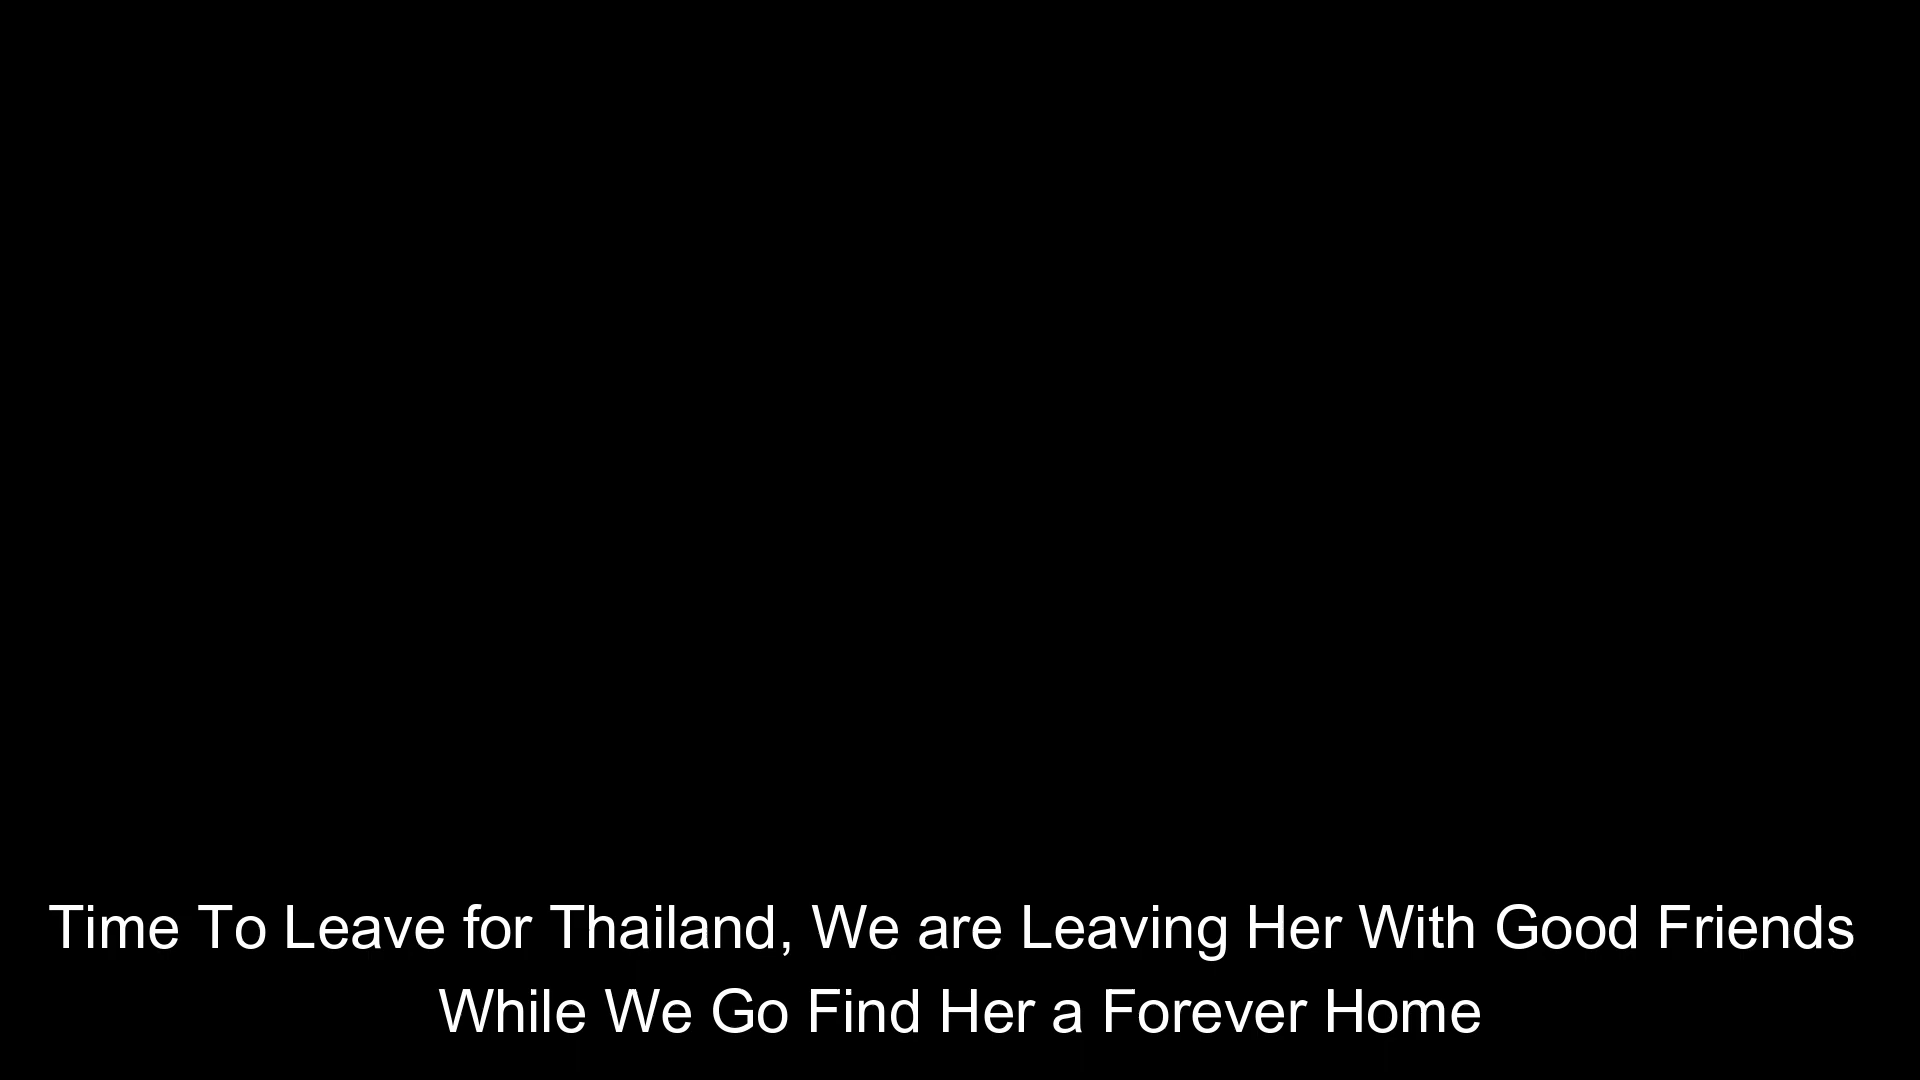 Time To Leave for Thailand, We are Leaving Her With Good Friends
While We Go Find Her a Forever Home